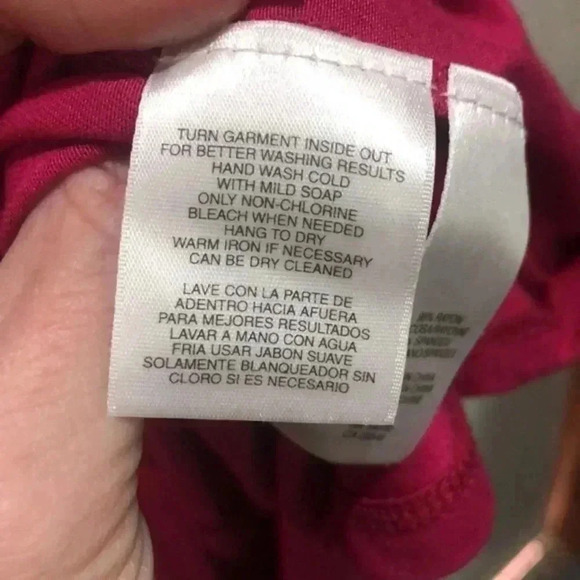 TURN GARMENT INSIDE OUT
FOR BETTER WASHING RESULTS
HAND WASH COLD
WITH MILD SOAP
ONLY NON-CHLORINE
BLEACH WHEN NEEDED
HANG TO DRY
WARM IRON IF NECESSARY
CAN BE DRY CLEANED
LAVE CON LA PARTE DE
ADENTRO HACIA AFUERA
PARA MEJORES RESULTADOS
LAVAR A MANO CON AGUA
FRIA USAR JABON SUAVE
SOLAMENTE BLANQUEADOR SIN
CLORO SI ES NECESARIO